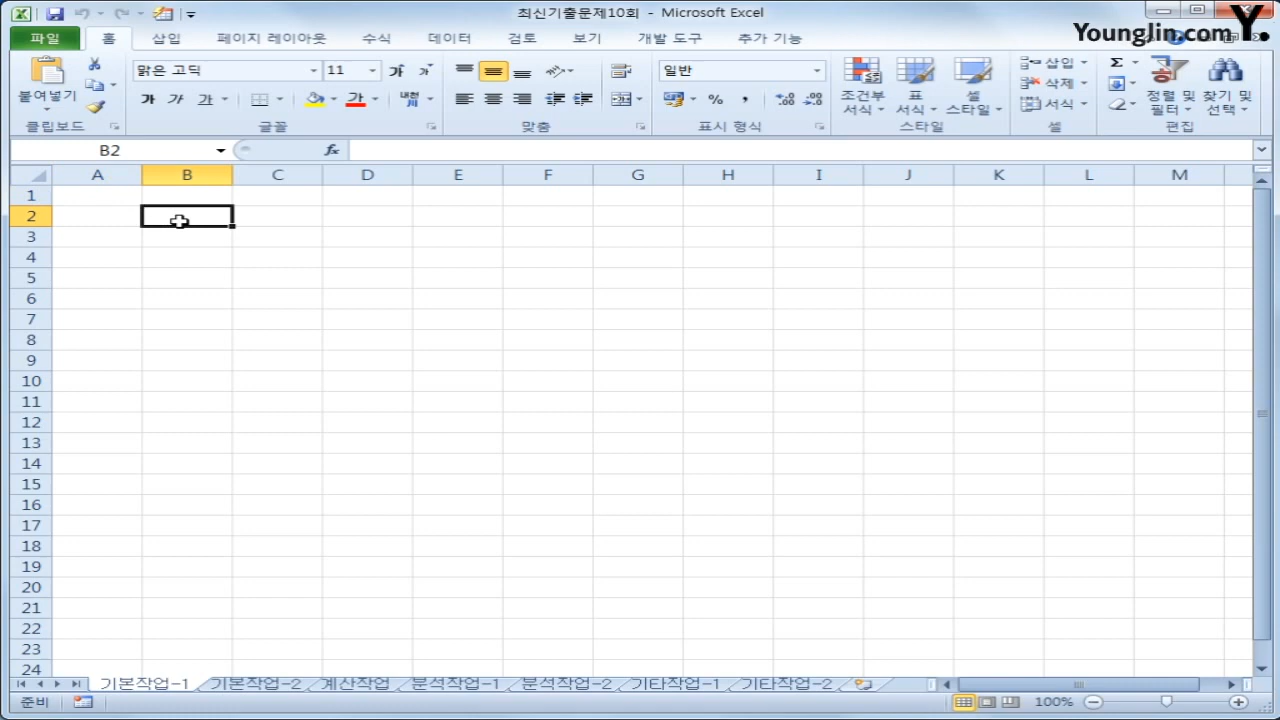 최신기출문제10회 - Microsoft Excel
YoungJin.com Y.
파일 홈 삽입 페이지 레이아웃 수식 데이터 검토 보기 개발 도구 추가 기능
맑은 고딕 11 일반
붙여넣기 가 가 가 가 내천 % , 조건부 서식 표 서식 셀 스타일 삽입 삭제 서식 Σ 정렬 및 필터 찾기 및 선택
클립보드 글꼴 맞춤 표시 형식 스타일 셀 편집
B2 fx
A B C D E F G H I J K L M
1
2
3
4
5
6
7
8
9
10
11
12
13
14
15
16
17
18
19
20
21
22
23
24
기본작업-1 기본작업-2 계산작업 분석작업-1 분석작업-2 기타작업-1 기타작업-2
준비 100%